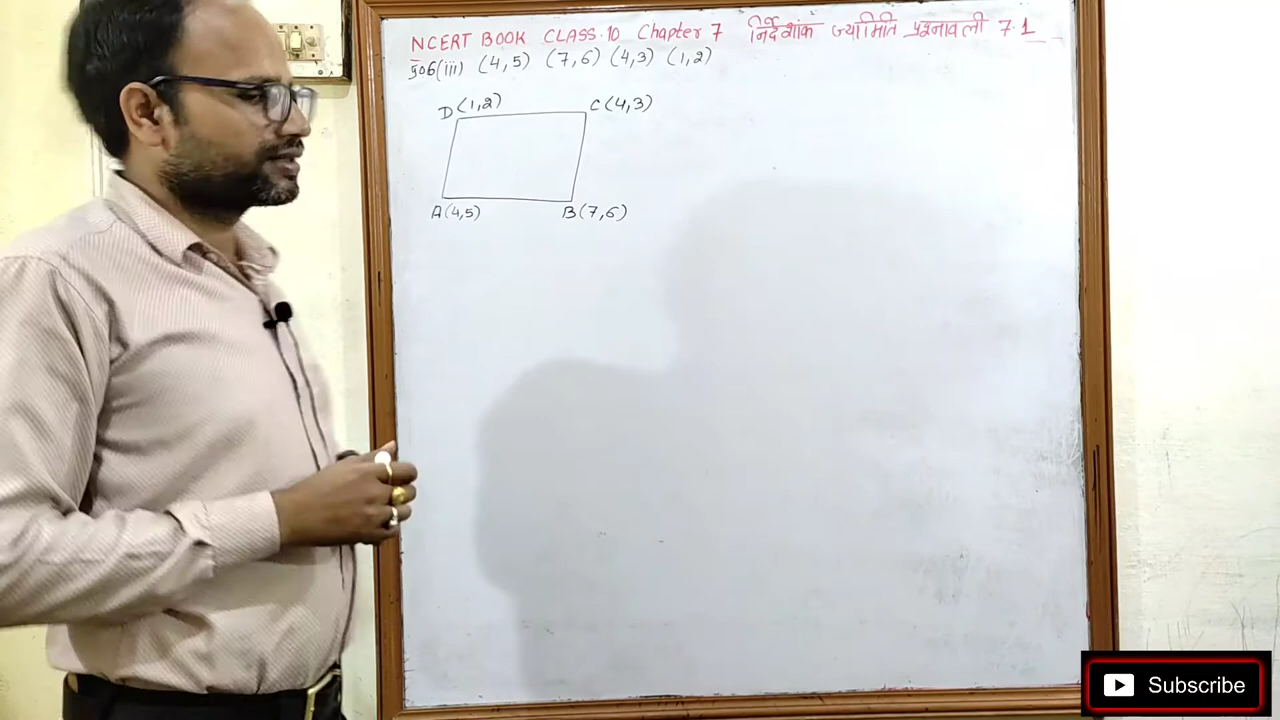 NCERT BOOK CLASS-10 Chapter 7 निर्देशांक ज्यामिति प्रश्नावली 7.1
प्र०6(iii) (4,5) (7,6) (4,3) (1,2)
D(1,2) C(4,3)
A(4,5) B(7,6)
Subscribe